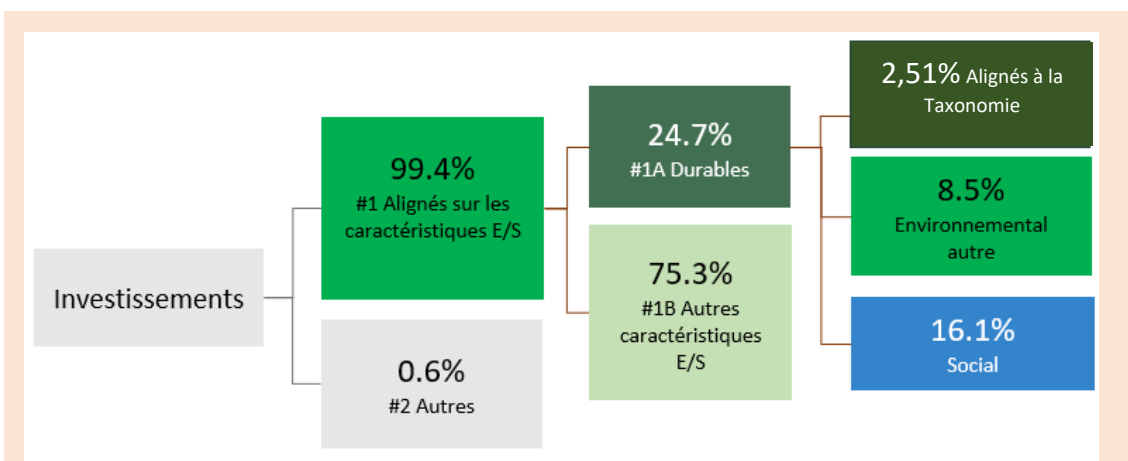 Investissements
99.4%
#1 Alignés sur les
caractéristiques E/S
0.6%
#2 Autres
24.7%
#1A Durables
75.3%
#1B Autres
caractéristiques
E/S
2,51% Alignés à la
Taxonomie
8.5%
Environnemental
autre
16.1%
Social